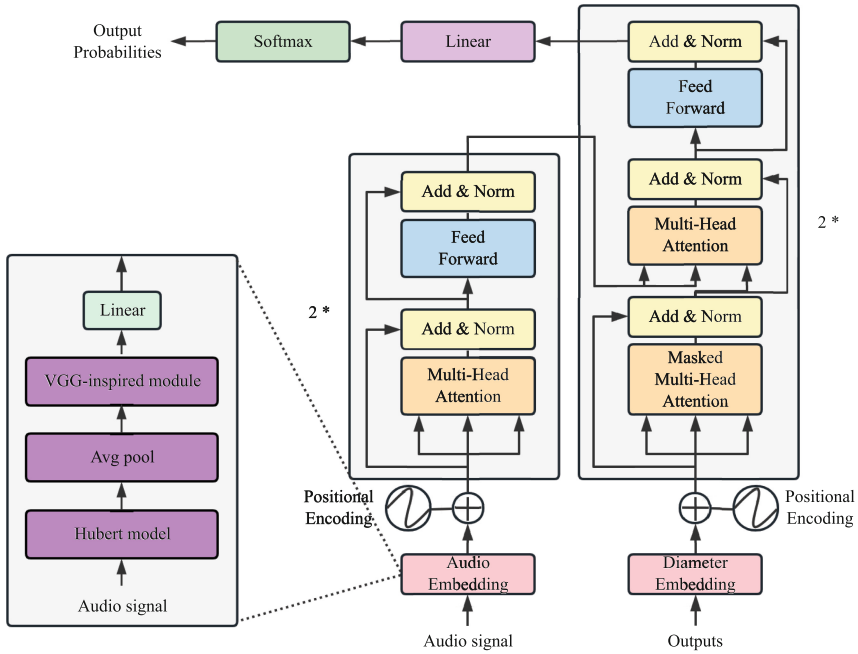 Output
Probabilities
Softmax
Linear
Add & Norm
Feed
Forward
Add & Norm
Multi-Head
Attention
2 *
Add & Norm
Masked
Multi-Head
Attention
Positional
Encoding
Diameter
Embedding
Outputs
Add & Norm
Feed
Forward
2 *
Add & Norm
Multi-Head
Attention
Positional
Encoding
Audio
Embedding
Audio signal
Linear
VGG-inspired module
Avg pool
Hubert model
Audio signal